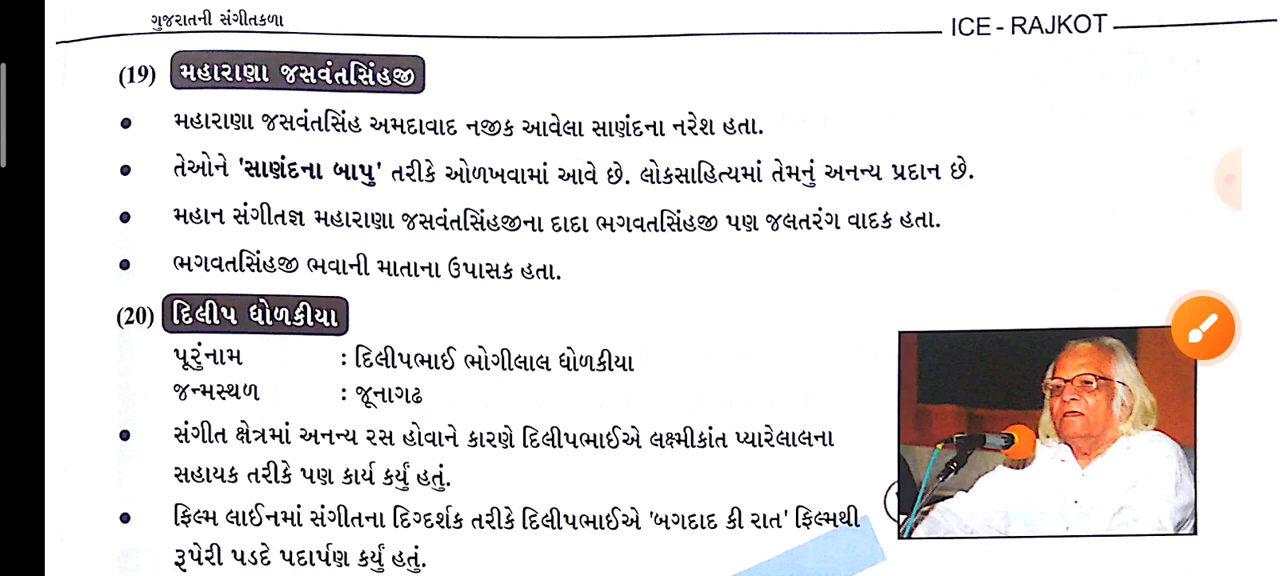 ગુજરાતની સંગીતકળા
ICE - RAJKOT
(19) મહારાણા જસવંતસિંહજી
• મહારાણા જસવંતસિંહ અમદાવાદ નજીક આવેલા સાણંદના નરેશ હતા.
• તેઓને 'સાણંદના બાપુ' તરીકે ઓળખવામાં આવે છે. લોકસાહિત્યમાં તેમનું અનન્ય પ્રદાન છે.
• મહાન સંગીતજ્ઞ મહારાણા જસવંતસિંહજીના દાદા ભગવતસિંહજી પણ જલતરંગ વાદક હતા.
• ભગવતસિંહજી ભવાની માતાના ઉપાસક હતા.
(20) દિલીપ ધોળકીયા
પૂરુંનામ : દિલીપભાઈ ભોગીલાલ ધોળકીયા
જન્મસ્થળ : જૂનાગઢ
• સંગીત ક્ષેત્રમાં અનન્ય રસ હોવાને કારણે દિલીપભાઈએ લક્ષ્મીકાંત પ્યારેલાલના
સહાયક તરીકે પણ કાર્ય કર્યું હતું.
• ફિલ્મ લાઈનમાં સંગીતના દિગ્દર્શક તરીકે દિલીપભાઈએ 'બગદાદ કી રાત' ફિલ્મથી
રૂપેરી પડદે પદાર્પણ કર્યું હતું.